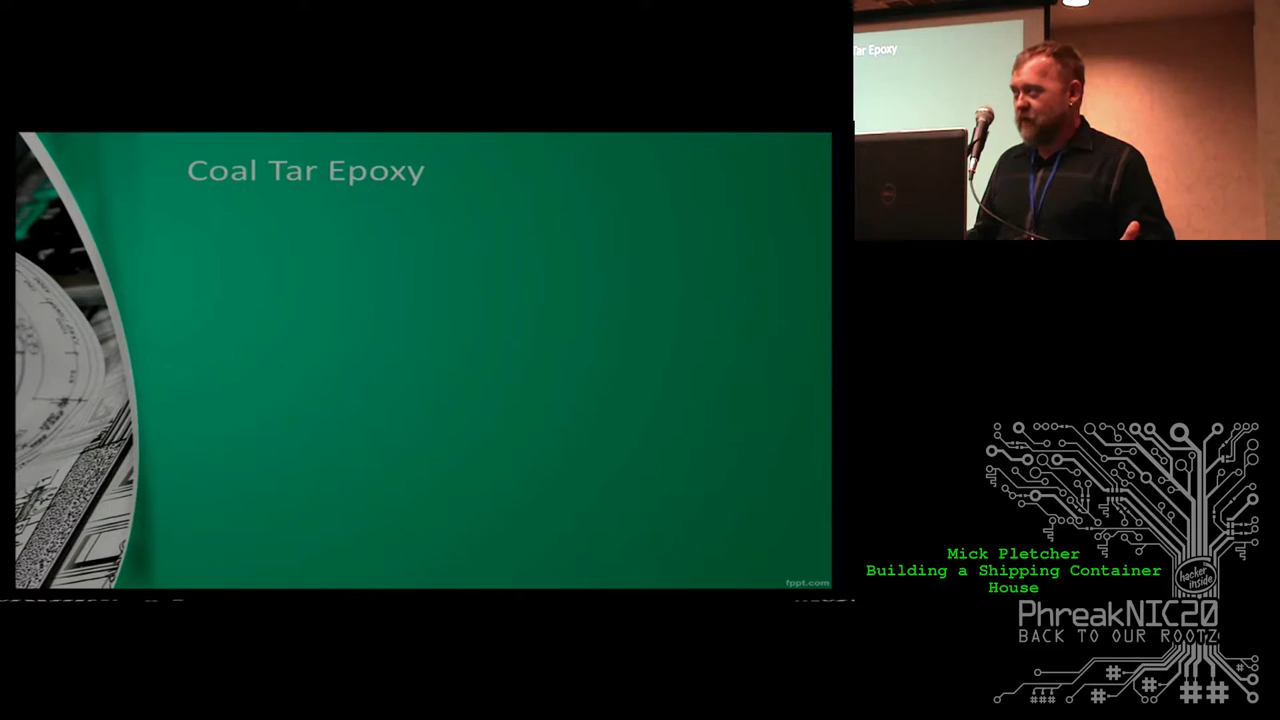 Coal Tar Epoxy
fppt.com
Tar Epoxy
Mick Pletcher
Building a Shipping Container
House
hacker
inside
PhreakNIC20
BACK TO OUR ROOTZ